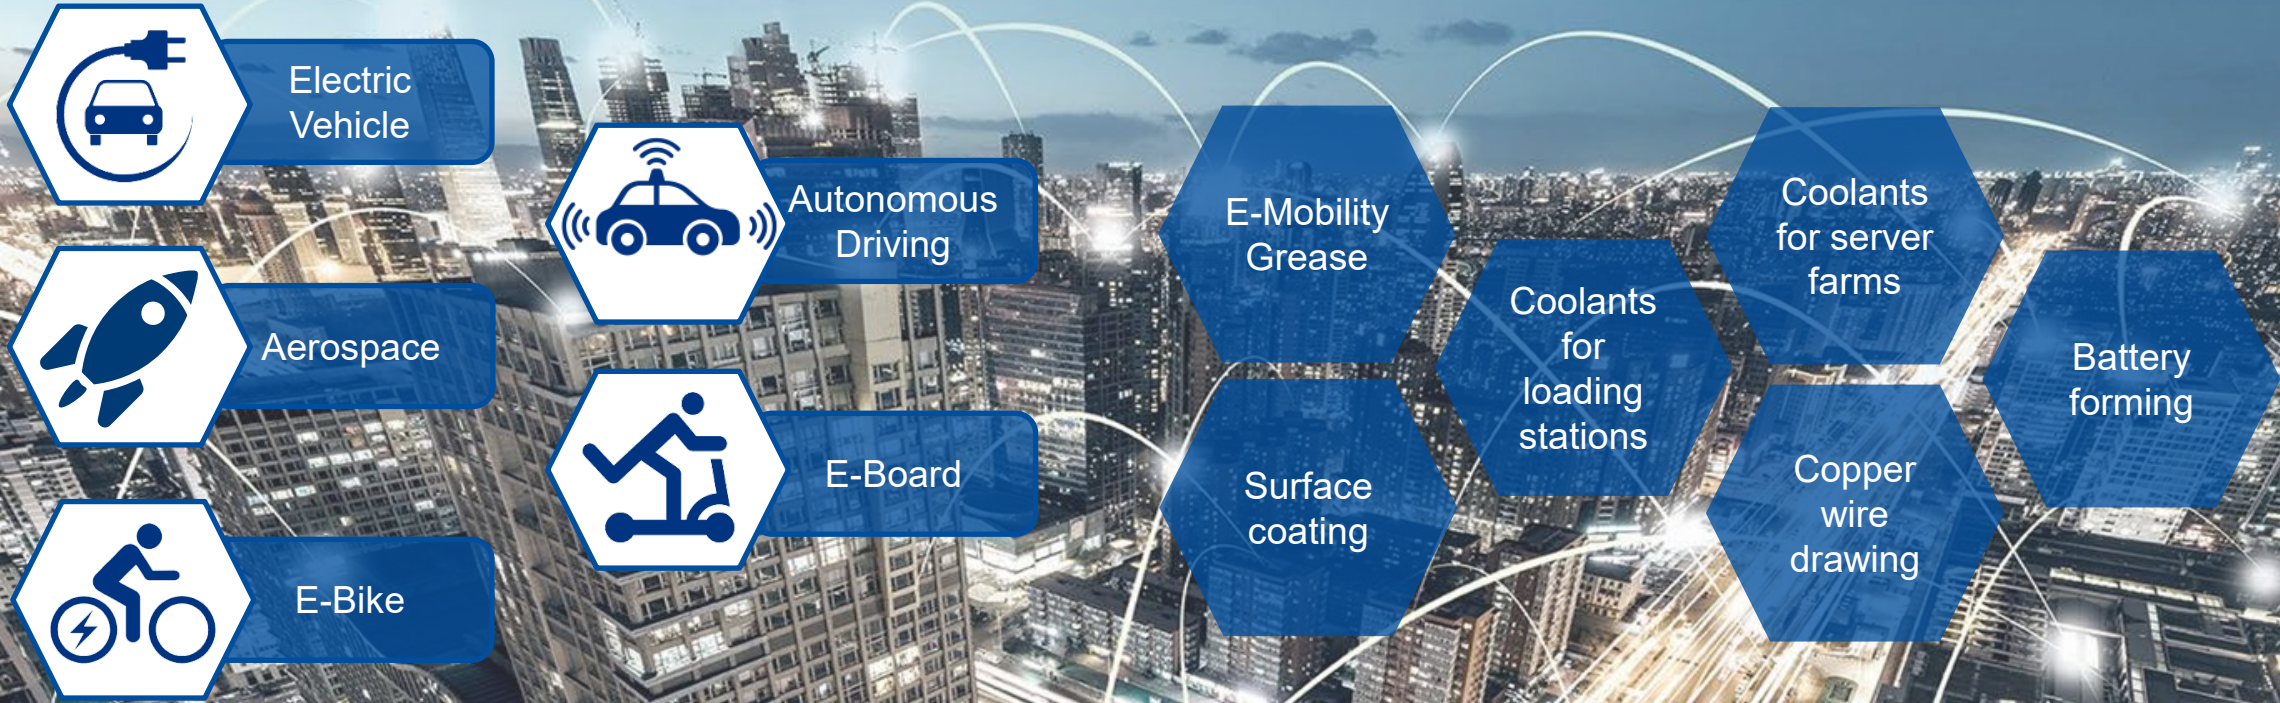 Electric
Vehicle
Aerospace
E-Bike
Autonomous
Driving
E-Board
E-Mobility
Grease
Surface
coating
Coolants
for
loading
stations
Coolants
for server
farms
Copper
wire
drawing
Battery
forming